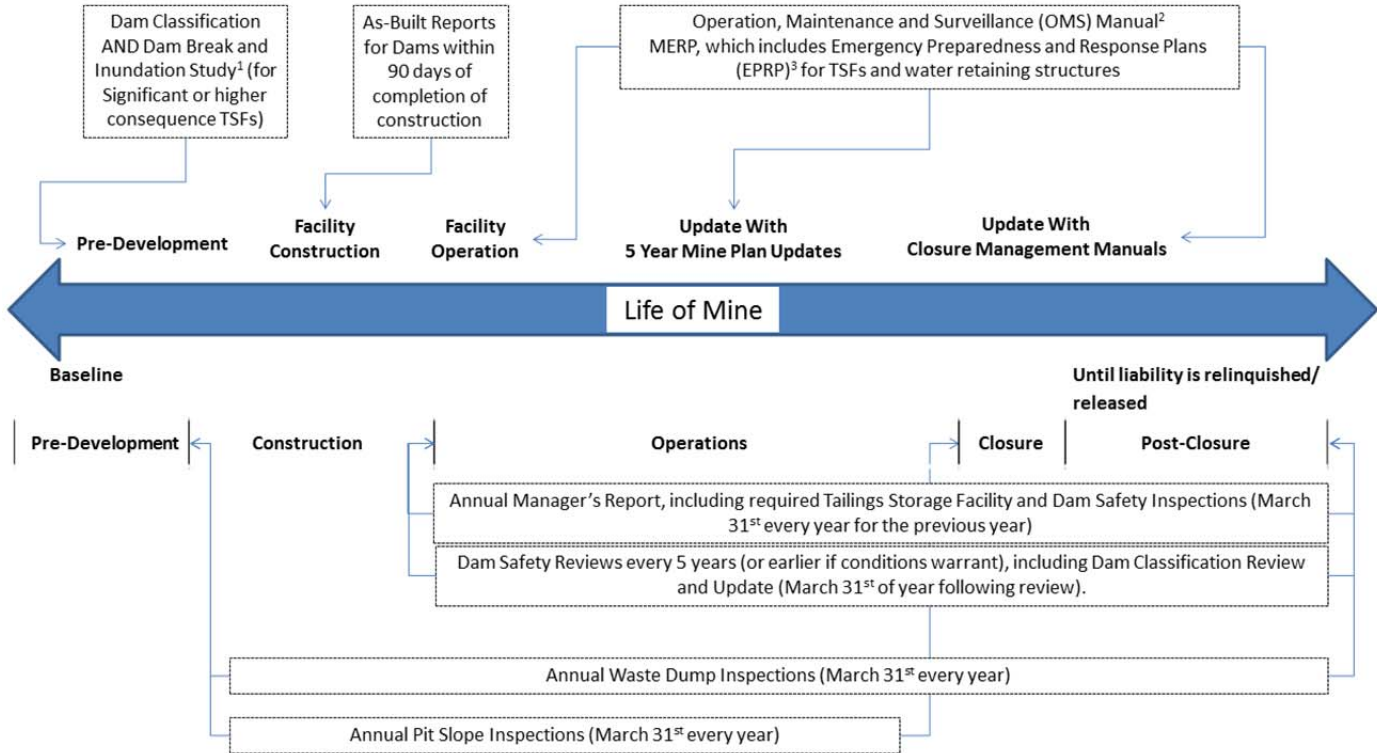 Dam Classification
AND Dam Break and
Inundation Study¹ (for
Significant or higher
consequence TSFs)
As-Built Reports
for Dams within
90 days of
completion of
construction
Operation, Maintenance and Surveillance (OMS) Manual²
MERP, which includes Emergency Preparedness and Response Plans
(EPRP)³ for TSFs and water retaining structures
Pre-Development
Facility
Construction
Facility
Operation
Update With
5 Year Mine Plan Updates
Update With
Closure Management Manuals
Life of Mine
Baseline
Until liability is relinquished/
released
Pre-Development
Construction
Operations
Closure
Post-Closure
Annual Manager’s Report, including required Tailings Storage Facility and Dam Safety Inspections (March
31st every year for the previous year)
Dam Safety Reviews every 5 years (or earlier if conditions warrant), including Dam Classification Review
and Update (March 31st of year following review).
Annual Waste Dump Inspections (March 31st every year)
Annual Pit Slope Inspections (March 31st every year)